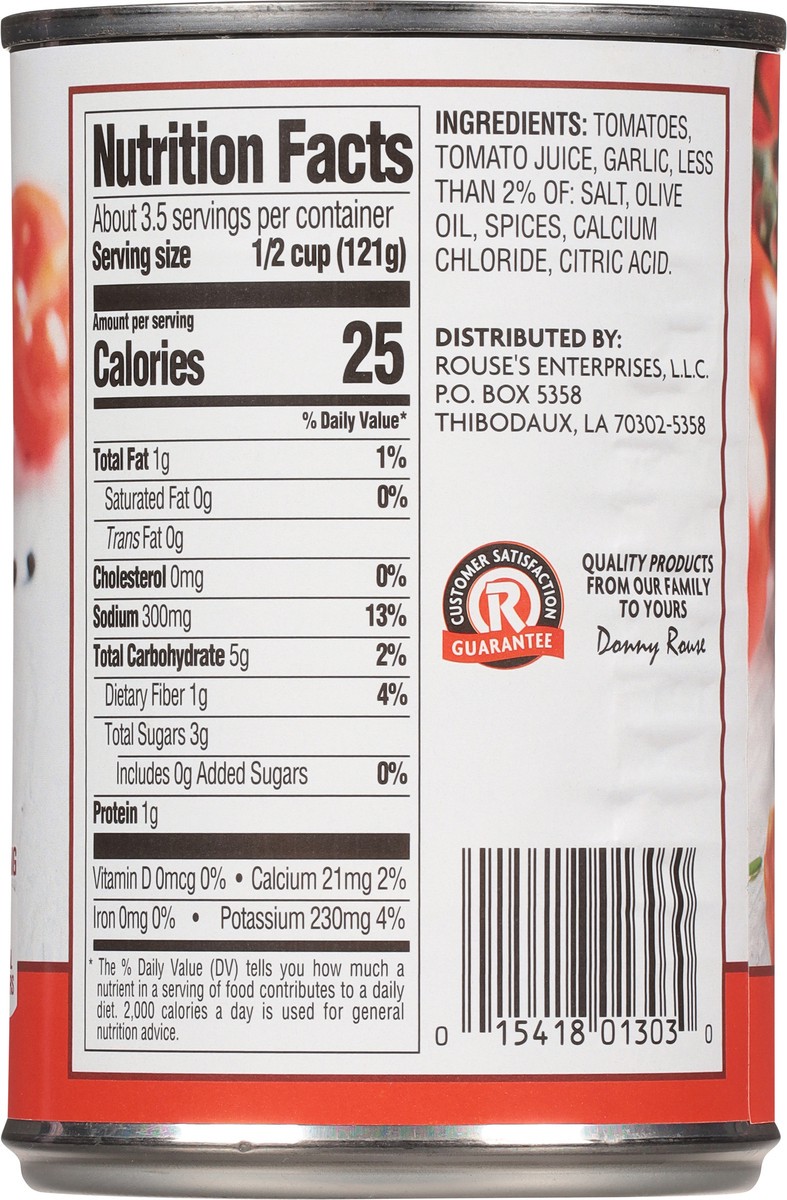 Nutrition Facts
About 3.5 servings per container
Serving size 1/2 cup (121g)
Amount per serving
Calories 25
% Daily Value*
Total Fat 1g 1%
Saturated Fat 0g 0%
Trans Fat 0g
Cholesterol 0mg 0%
Sodium 300mg 13%
Total Carbohydrate 5g 2%
Dietary Fiber 1g 4%
Total Sugars 3g
Includes 0g Added Sugars 0%
Protein 1g
Vitamin D 0mcg 0% • Calcium 21mg 2%
Iron 0mg 0% • Potassium 230mg 4%
* The % Daily Value (DV) tells you how much a
nutrient in a serving of food contributes to a daily
diet. 2,000 calories a day is used for general
nutrition advice.
INGREDIENTS: TOMATOES,
TOMATO JUICE, GARLIC, LESS
THAN 2% OF: SALT, OLIVE
OIL, SPICES, CALCIUM
CHLORIDE, CITRIC ACID.
DISTRIBUTED BY:
ROUSE'S ENTERPRISES, L.L.C.
P.O. BOX 5358
THIBODAUX, LA 70302-5358
CUSTOMER SATISFACTION
R
GUARANTEE
QUALITY PRODUCTS
FROM OUR FAMILY
TO YOURS
Donny Rouse
0 15418 01303 0